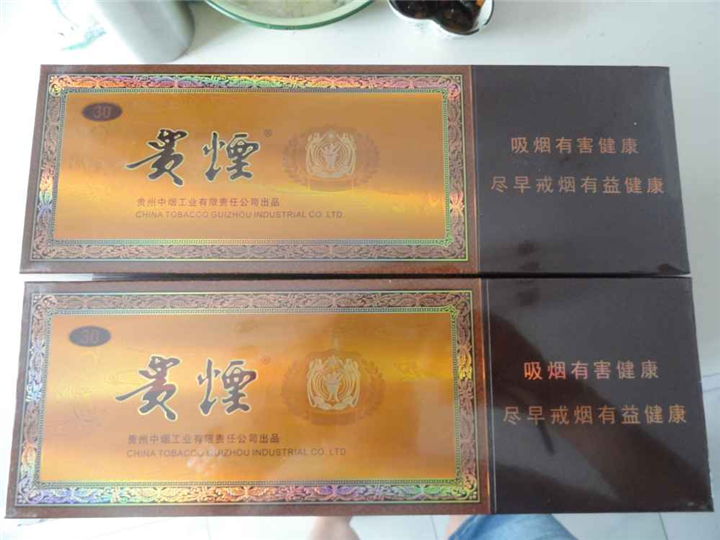 30
貴煙
贵州中烟工业有限责任公司出品
CHINA TOBACCO GUIZHOU INDUSTRIAL CO. LTD
吸烟有害健康
尽早戒烟有益健康
30
貴煙
贵州中烟工业有限责任公司出品
CHINA TOBACCO GUIZHOU INDUSTRIAL CO. LTD
吸烟有害健康
尽早戒烟有益健康